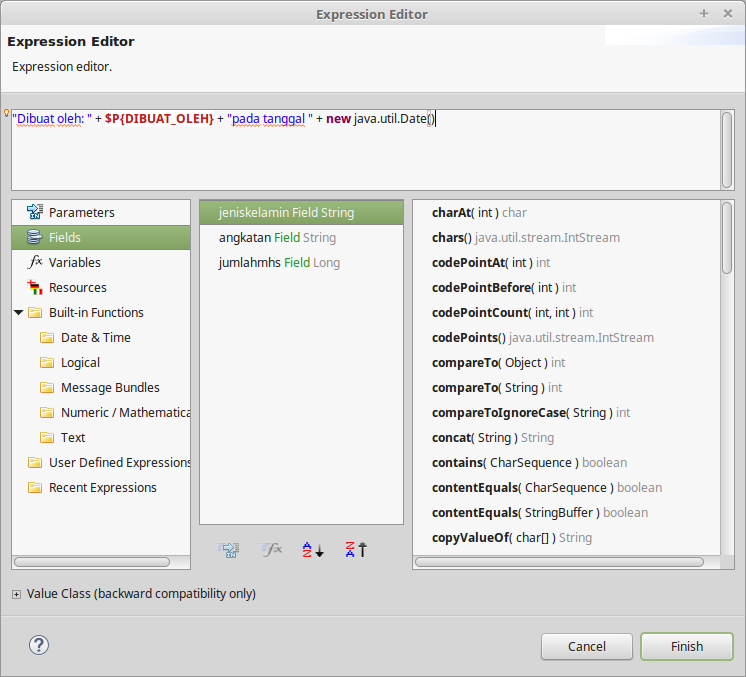 Expression Editor
Expression Editor
Expression editor.
"Dibuat oleh: " + $P{DIBUAT_OLEH} + "pada tanggal " + new java.util.Date()
Parameters
Fields
Variables
Resources
Built-in Functions
Date & Time
Logical
Message Bundles
Numeric / Mathematica
Text
User Defined Expressions
Recent Expressions
jeniskelamin Field String
angkatan Field String
jumlahmhs Field Long
charAt( int ) char
chars() java.util.stream.IntStream
codePointAt( int ) int
codePointBefore( int ) int
codePointCount( int, int ) int
codePoints() java.util.stream.IntStream
compareTo( Object ) int
compareTo( String ) int
compareToIgnoreCase( String ) int
concat( String ) String
contains( CharSequence ) boolean
contentEquals( CharSequence ) boolean
contentEquals( StringBuffer ) boolean
copyValueOf( char[] ) String
Value Class (backward compatibility only)
Cancel
Finish